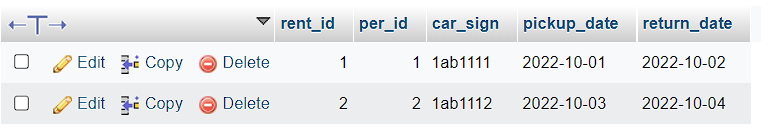 rent_id per_id car_sign pickup_date return_date
Edit Copy Delete 1 1 1ab1111 2022-10-01 2022-10-02
Edit Copy Delete 2 2 1ab1112 2022-10-03 2022-10-04